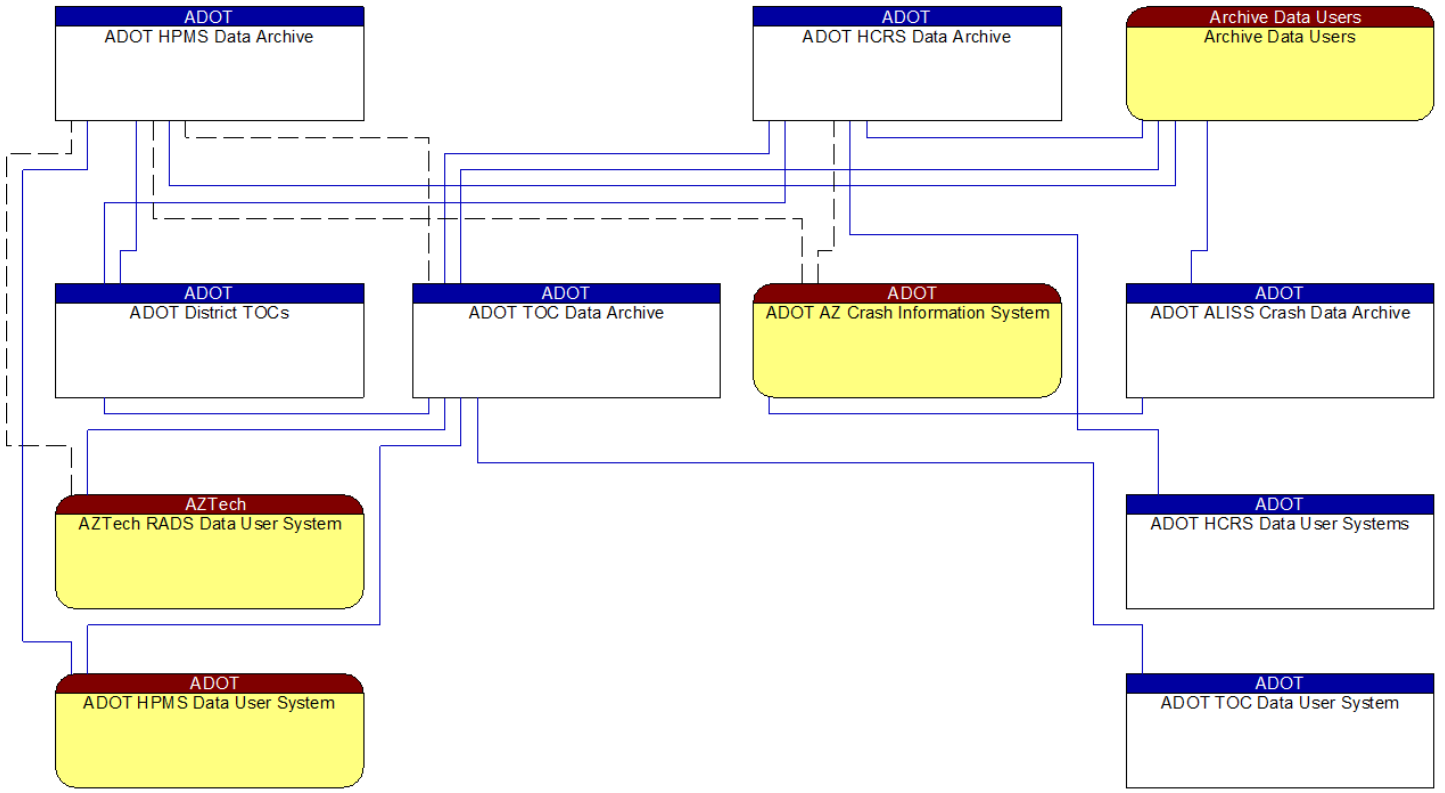 ADOT
ADOT HPMS Data Archive
ADOT
ADOT HCRS Data Archive
Archive Data Users
Archive Data Users
ADOT
ADOT District TOCs
ADOT
ADOT TOC Data Archive
ADOT
ADOT AZ Crash Information System
ADOT
ADOT ALISS Crash Data Archive
AZTech
AZTech RADS Data User System
ADOT
ADOT HCRS Data User Systems
ADOT
ADOT HPMS Data User System
ADOT
ADOT TOC Data User System